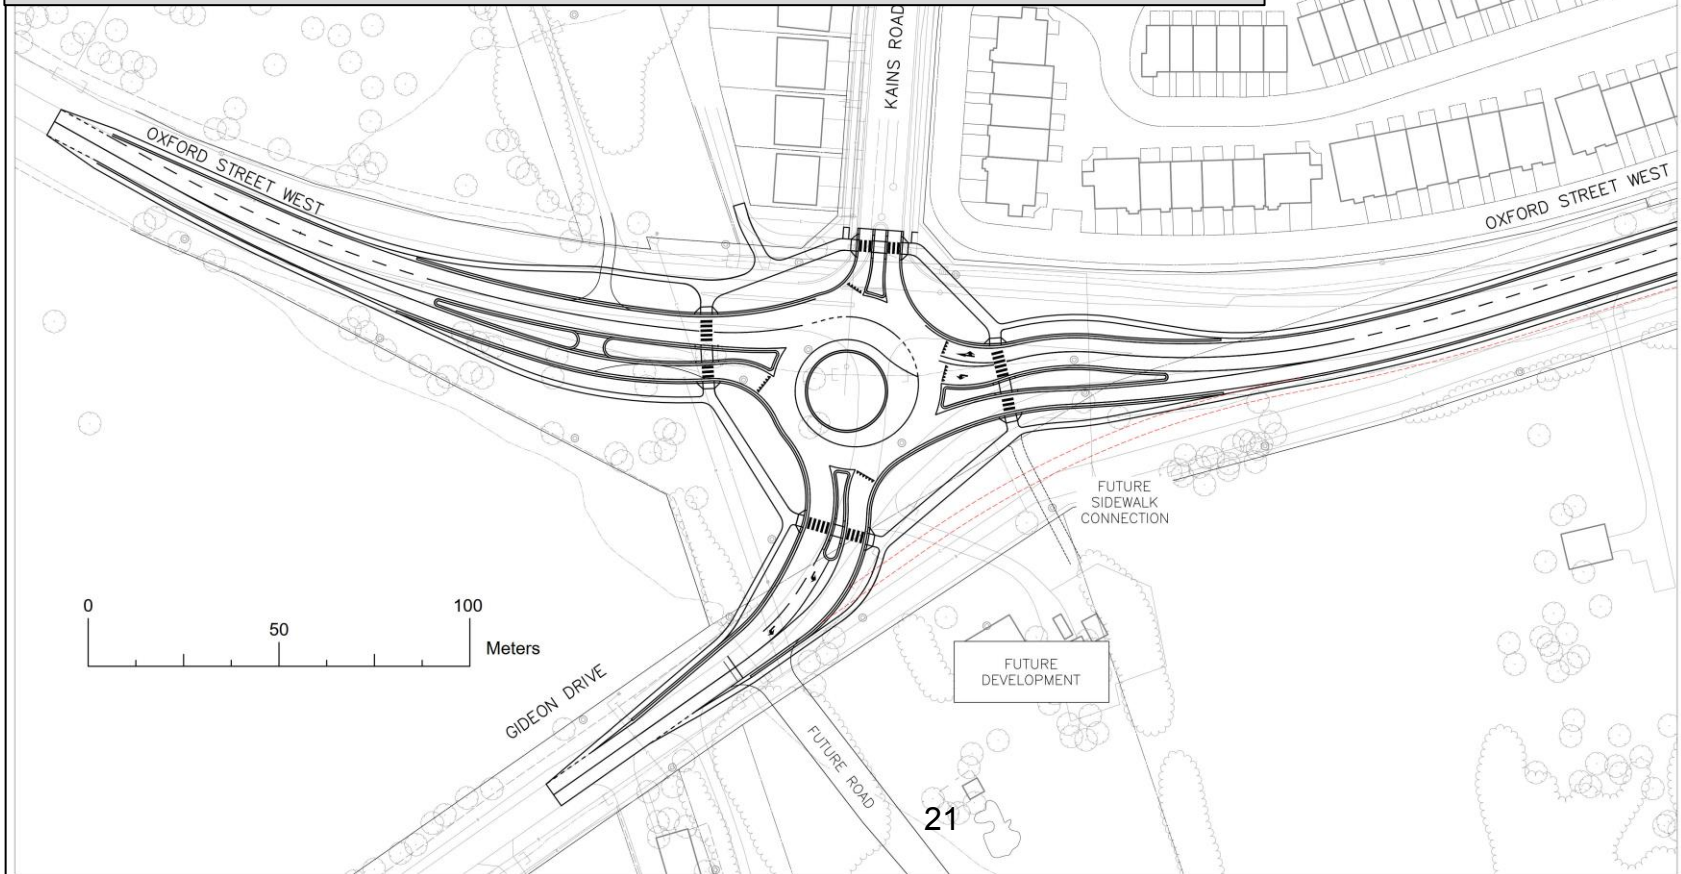 KAINS ROAD
OXFORD STREET WEST
OXFORD STREET WEST
FUTURE
SIDEWALK
CONNECTION
0
50
100
Meters
GIDEON DRIVE
FUTURE
DEVELOPMENT
FUTURE ROAD
21